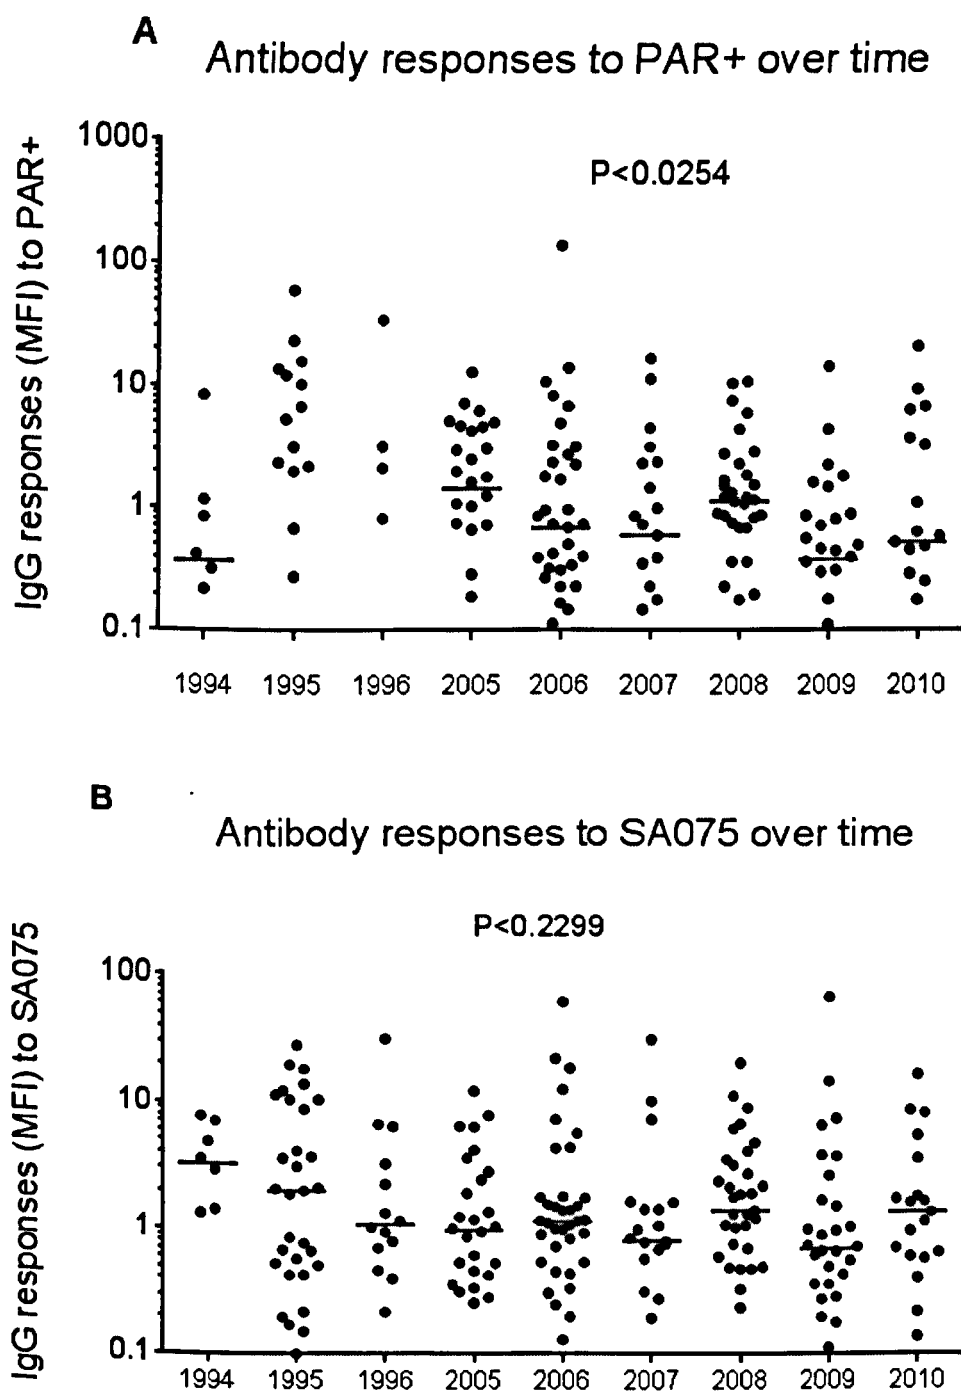 A
Antibody responses to PAR+ over time
IgG responses (MFI) to PAR+
P<0.0254
1000
100
10
1
0.1
1994 1995 1996 2005 2006 2007 2008 2009 2010
B
Antibody responses to SA075 over time
IgG responses (MFI) to SA075
P<0.2299
100
10
1
0.1
1994 1995 1996 2005 2006 2007 2008 2009 2010